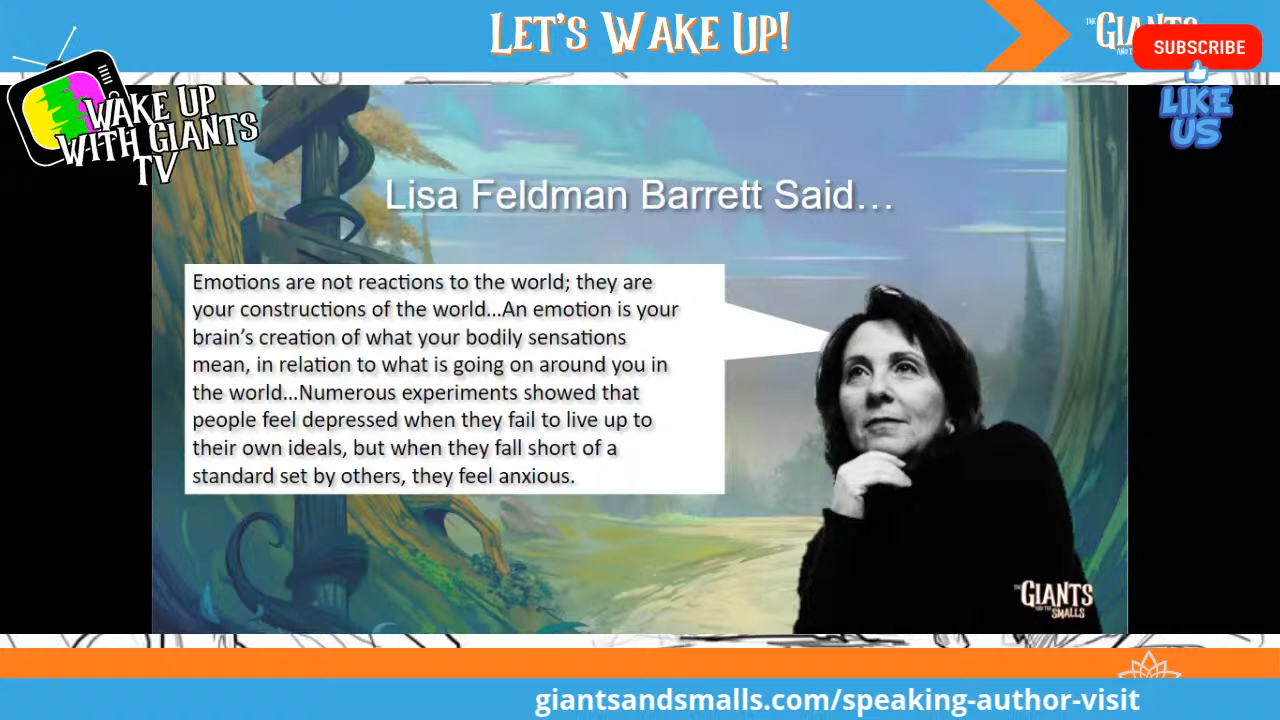 LET'S WAKE UP!
THE GIANTS
SUBSCRIBE
LIKE
US
WAKE UP
WITH GIANTS
TV
Lisa Feldman Barrett Said…
Emotions are not reactions to the world; they are
your constructions of the world…An emotion is your
brain's creation of what your bodily sensations
mean, in relation to what is going on around you in
the world…Numerous experiments showed that
people feel depressed when they fail to live up to
their own ideals, but when they fall short of a
standard set by others, they feel anxious.
THE GIANTS
AND THE SMALLS
giantsandsmalls.com/speaking-author-visit